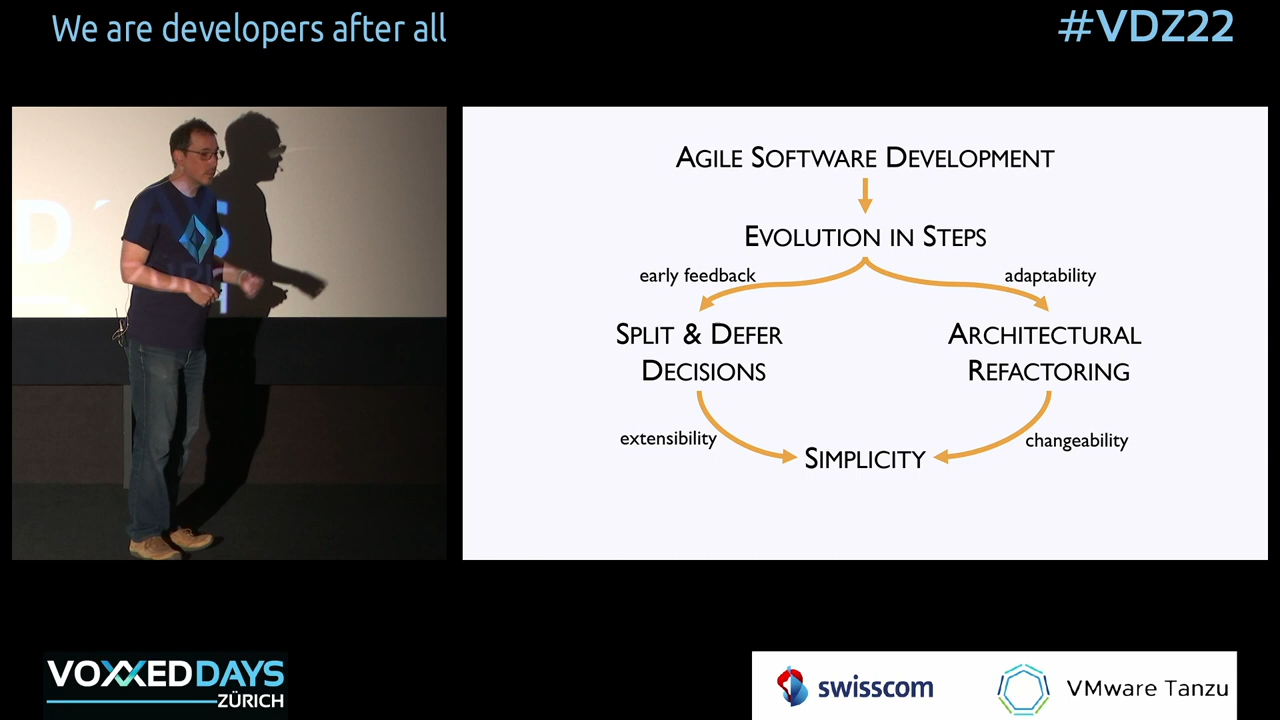 We are developers after all
#VDZ22
AGILE SOFTWARE DEVELOPMENT
EVOLUTION IN STEPS
early feedback
adaptability
SPLIT & DEFER
DECISIONS
ARCHITECTURAL
REFACTORING
extensibility
changeability
SIMPLICITY
VOXXED DAYS
ZÜRICH
swisscom
VMware Tanzu